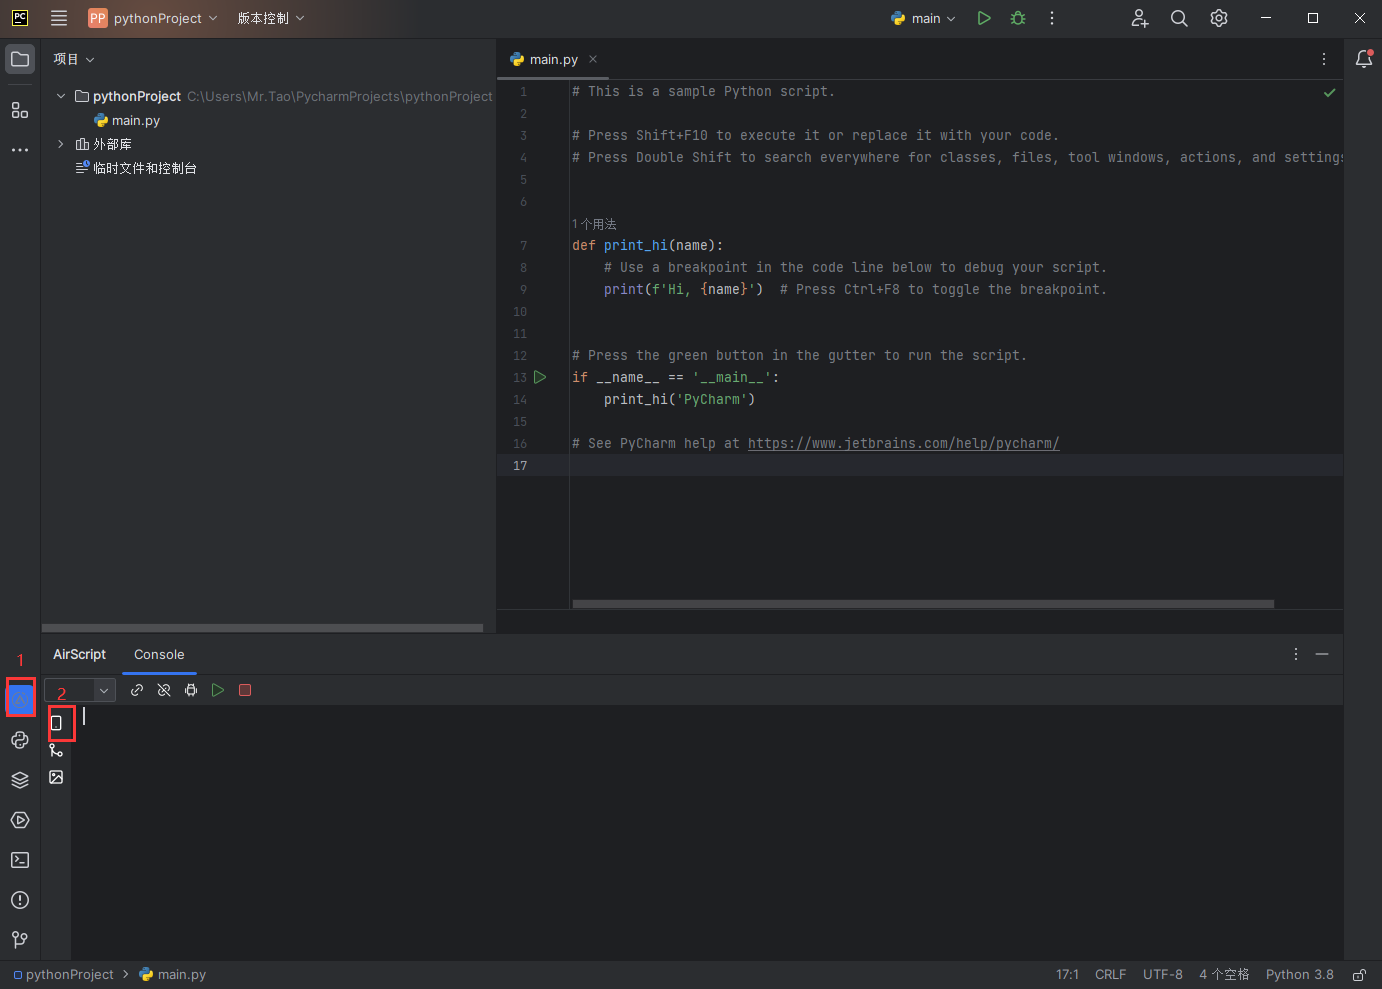 PC PP pythonProject 版本控制 main
项目
main.py
pythonProject C:\Users\Mr.Tao\PycharmProjects\pythonProject
main.py
外部库
临时文件和控制台
1 # This is a sample Python script.
2
3 # Press Shift+F10 to execute it or replace it with your code.
4 # Press Double Shift to search everywhere for classes, files, tool windows, actions, and settings
5
6
1 个用法
7 def print_hi(name):
8 # Use a breakpoint in the code line below to debug your script.
9 print(f'Hi, {name}')  # Press Ctrl+F8 to toggle the breakpoint.
10
11
12 # Press the green button in the gutter to run the script.
13 if __name__ == '__main__':
14 print_hi('PyCharm')
15
16 # See PyCharm help at https://www.jetbrains.com/help/pycharm/
17
1
AirScript Console
2
pythonProject > main.py
17:1 CRLF UTF-8 4 个空格 Python 3.8